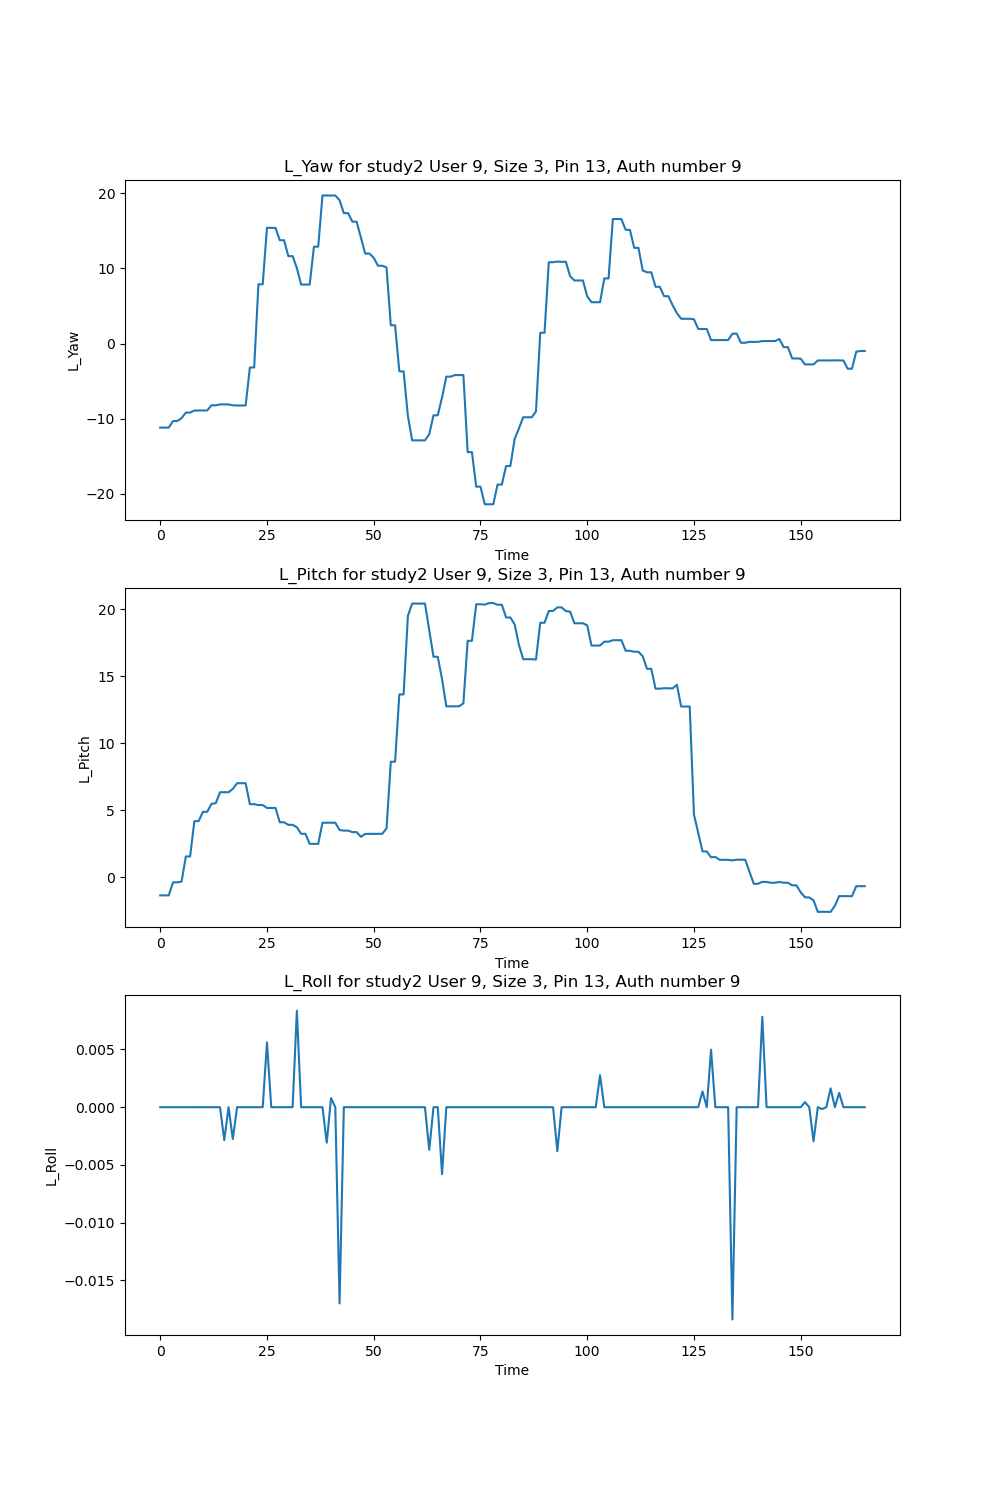 L_Yaw for study2 User 9, Size 3, Pin 13, Auth number 9
20
10
0
−10
−20
L_Yaw
0 25 50 75 100 125 150
Time
L_Pitch for study2 User 9, Size 3, Pin 13, Auth number 9
20
15
10
5
0
L_Pitch
0 25 50 75 100 125 150
Time
L_Roll for study2 User 9, Size 3, Pin 13, Auth number 9
0.005
0.000
−0.005
−0.010
−0.015
L_Roll
0 25 50 75 100 125 150
Time